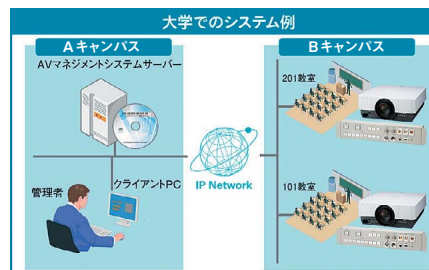 大学でのシステム例
Aキャンパス
AVマネジメントシステムサーバー
管理者
クライアントPC
IP Network
Bキャンパス
201教室
101教室